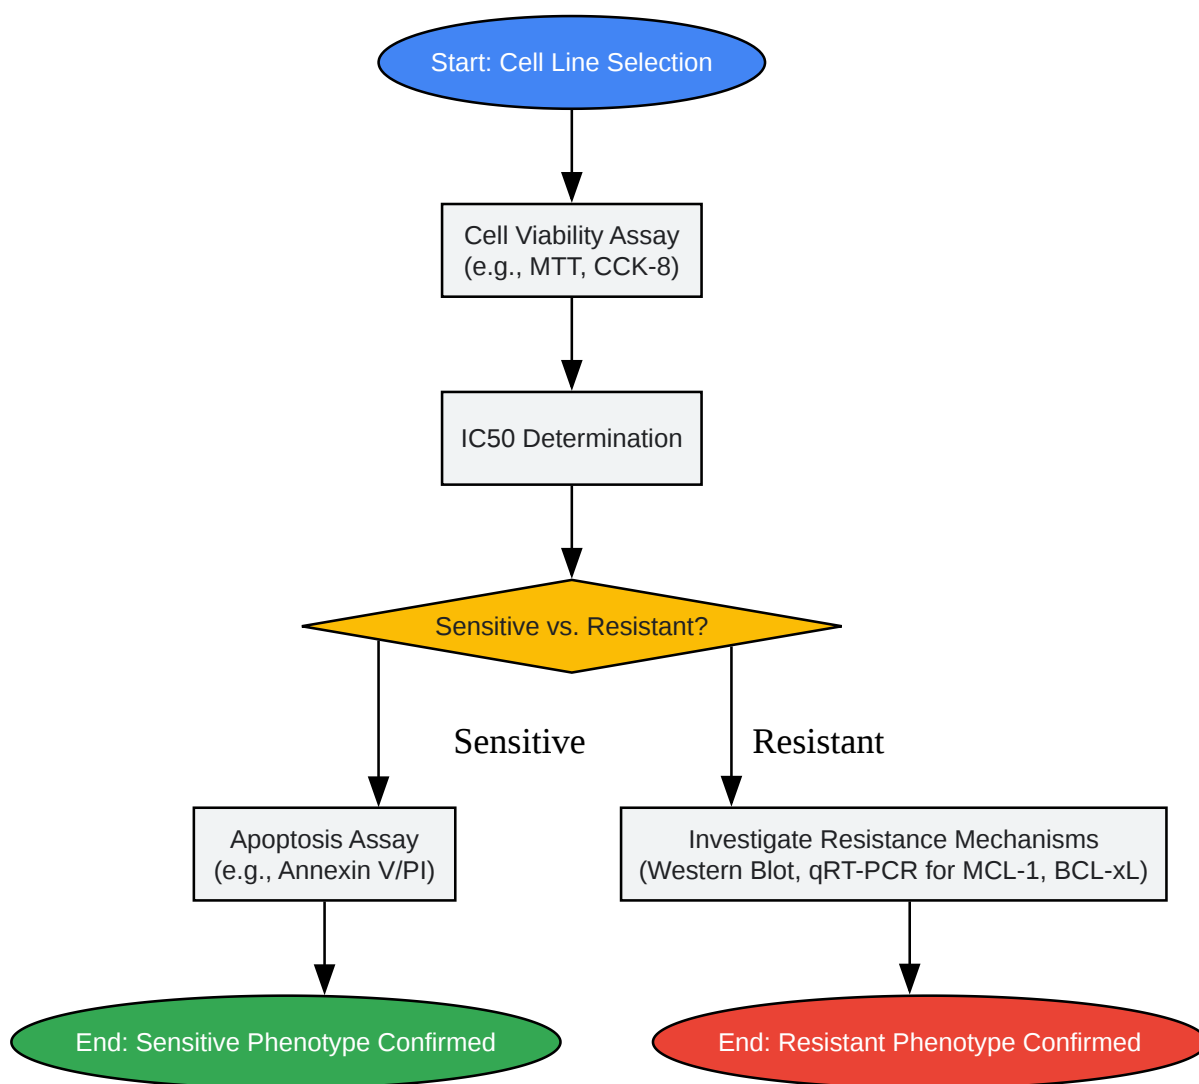 Start: Cell Line Selection
Cell Viability Assay
(e.g., MTT, CCK-8)
IC50 Determination
Sensitive vs. Resistant?
Sensitive
Resistant
Apoptosis Assay
(e.g., Annexin V/PI)
Investigate Resistance Mechanisms
(Western Blot, qRT-PCR for MCL-1, BCL-xL)
End: Sensitive Phenotype Confirmed
End: Resistant Phenotype Confirmed